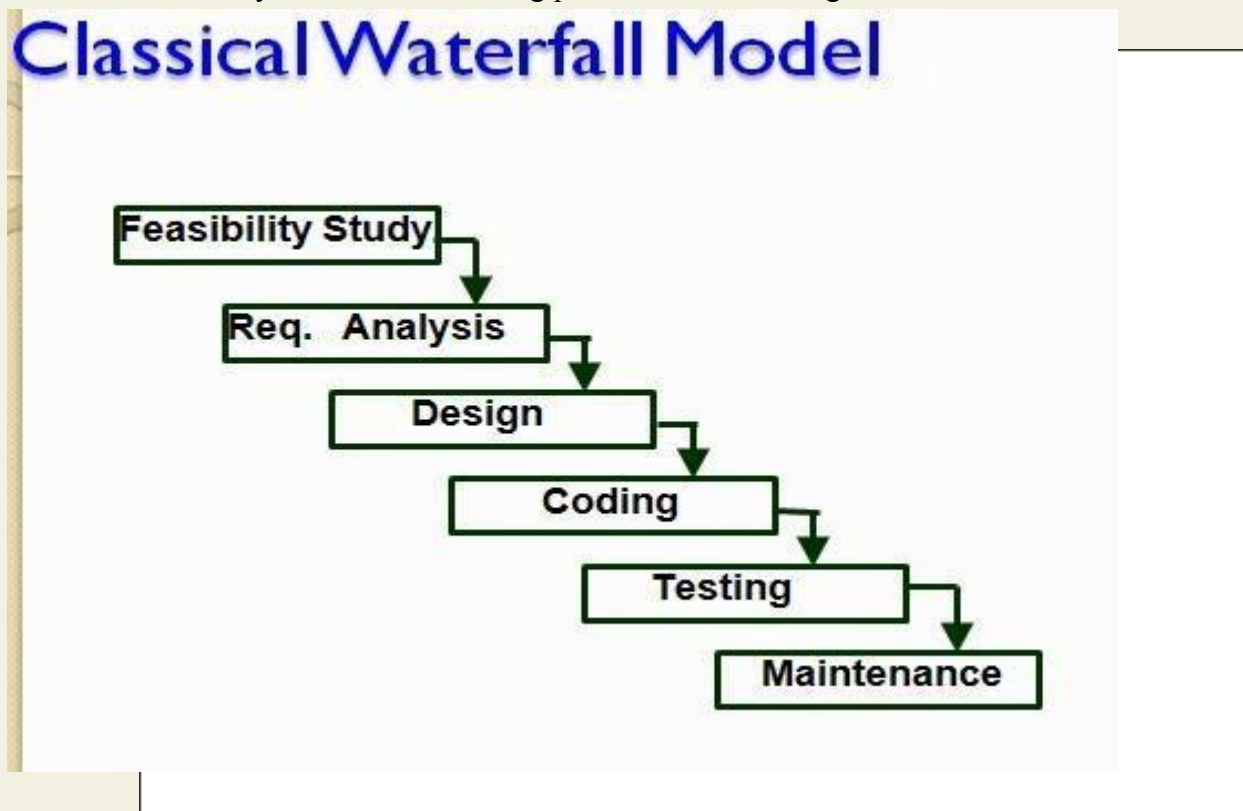 Classical Waterfall Model
Feasibility Study
Req. Analysis
Design
Coding
Testing
Maintenance